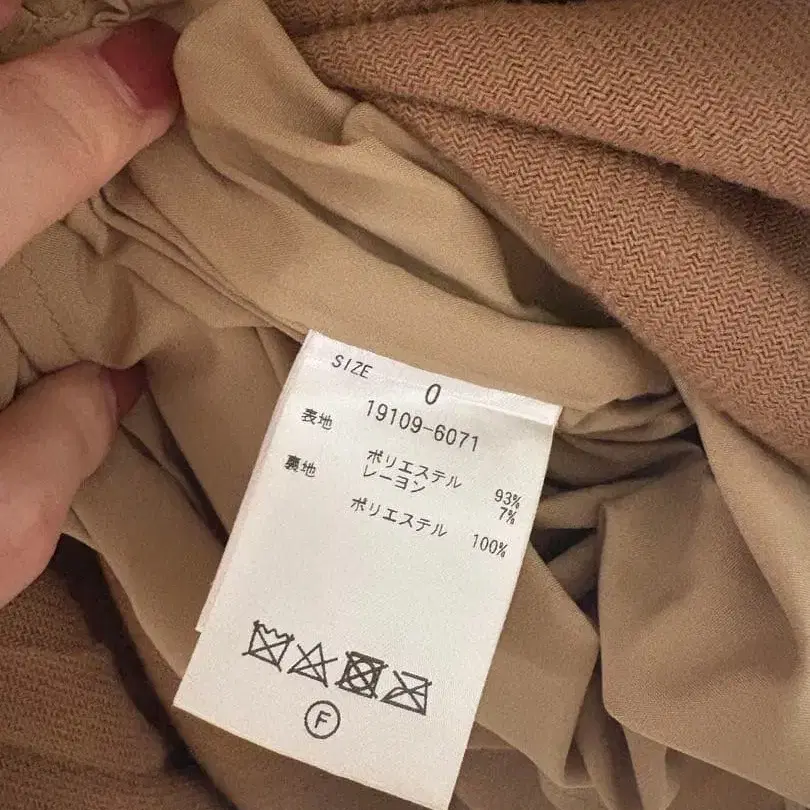 SIZE 0
19109-6071
表地 ポリエステル 93%
レーヨン 7%
裏地 ポリエステル 100%
F